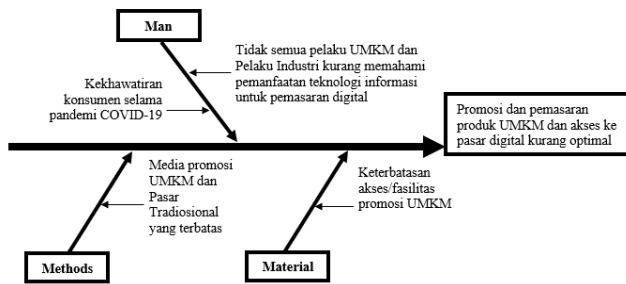 Man
Tidak semua pelaku UMKM dan
Pelaku Industri kurang memahami
pemanfaatan teknologi informasi
untuk pemasaran digital
Kekhawatiran
konsumen selama
pandemi COVID-19
Promosi dan pemasaran
produk UMKM dan akses ke
pasar digital kurang optimal
Media promosi
UMKM dan
Pasar
Tradiosional
yang terbatas
Keterbatasan
akses/fasilitas
promosi UMKM
Methods
Material